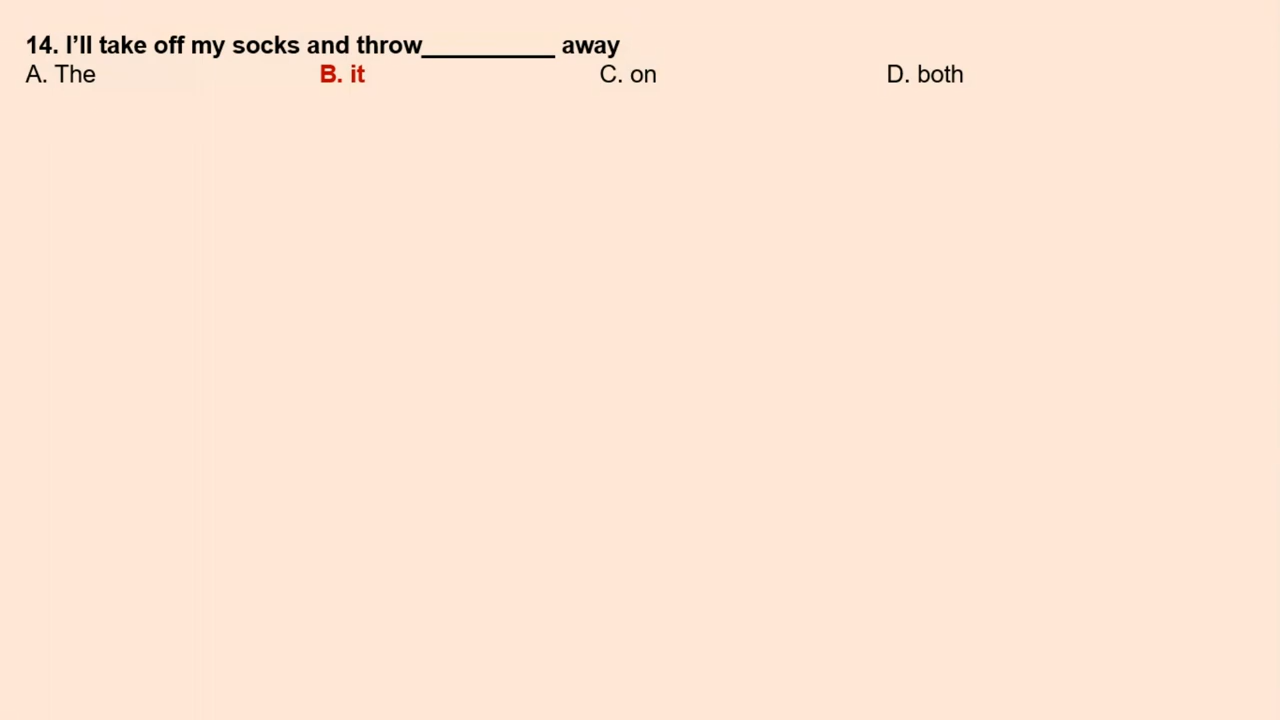 14. I’ll take off my socks and throw__________ away
A. The B. it C. on D. both